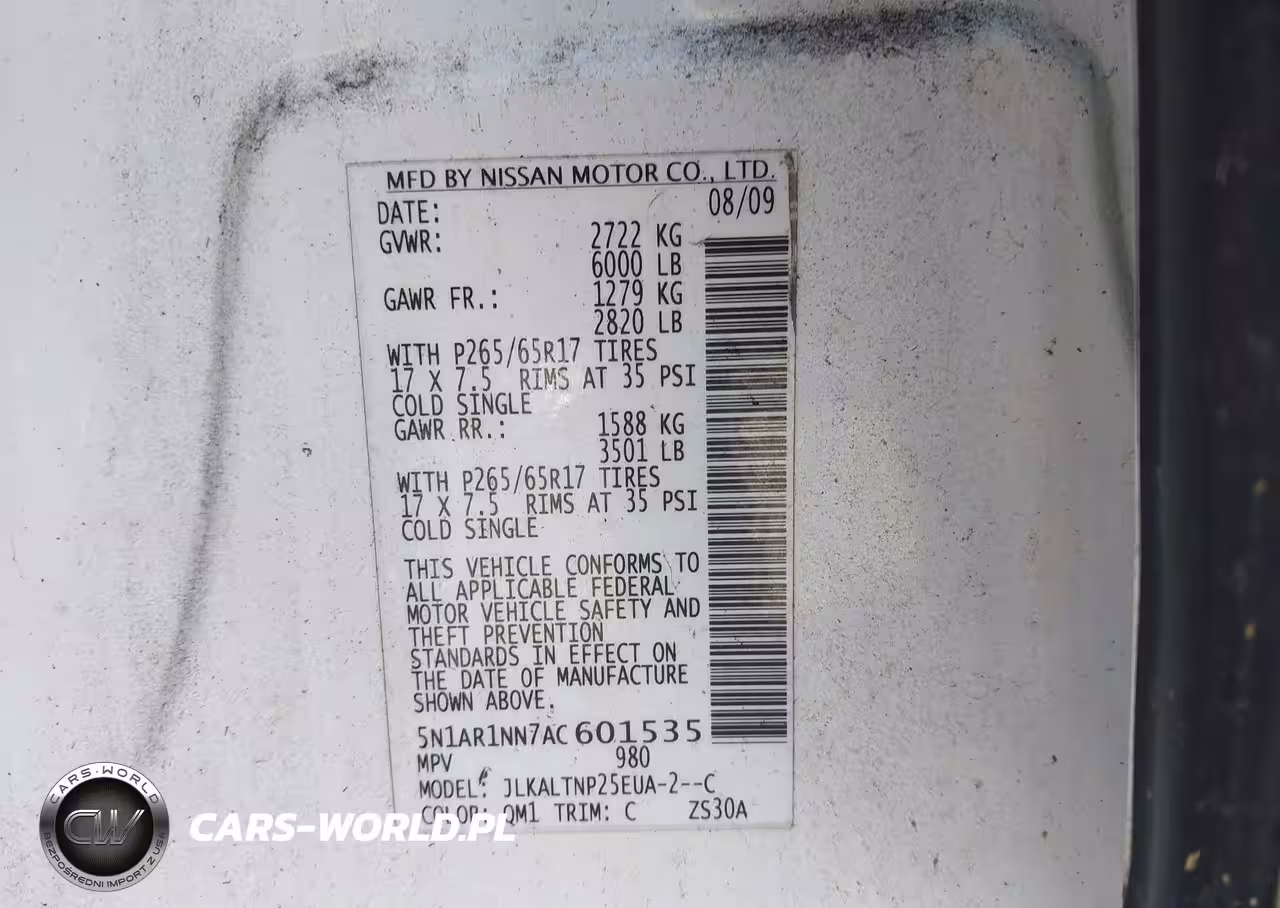 MFD BY NISSAN MOTOR CO., LTD.
DATE: 08/09
GVWR: 2722 KG
6000 LB
GAWR FR.: 1279 KG
2820 LB
WITH P265/65R17 TIRES
17 X 7.5 RIMS AT 35 PSI
COLD SINGLE
GAWR RR.: 1588 KG
3501 LB
WITH P265/65R17 TIRES
17 X 7.5 RIMS AT 35 PSI
COLD SINGLE
THIS VEHICLE CONFORMS TO
ALL APPLICABLE FEDERAL
MOTOR VEHICLE SAFETY AND
THEFT PREVENTION
STANDARDS IN EFFECT ON
THE DATE OF MANUFACTURE
SHOWN ABOVE.
5N1AR1NN7AC601535
MPV 980
MODEL: JLKALTNP25EUA-2--C
COLOR: QM1 TRIM: C ZS30A
CARS-WORLD
CW
BEZPOŚREDNI IMPORT Z USA
CARS-WORLD.PL